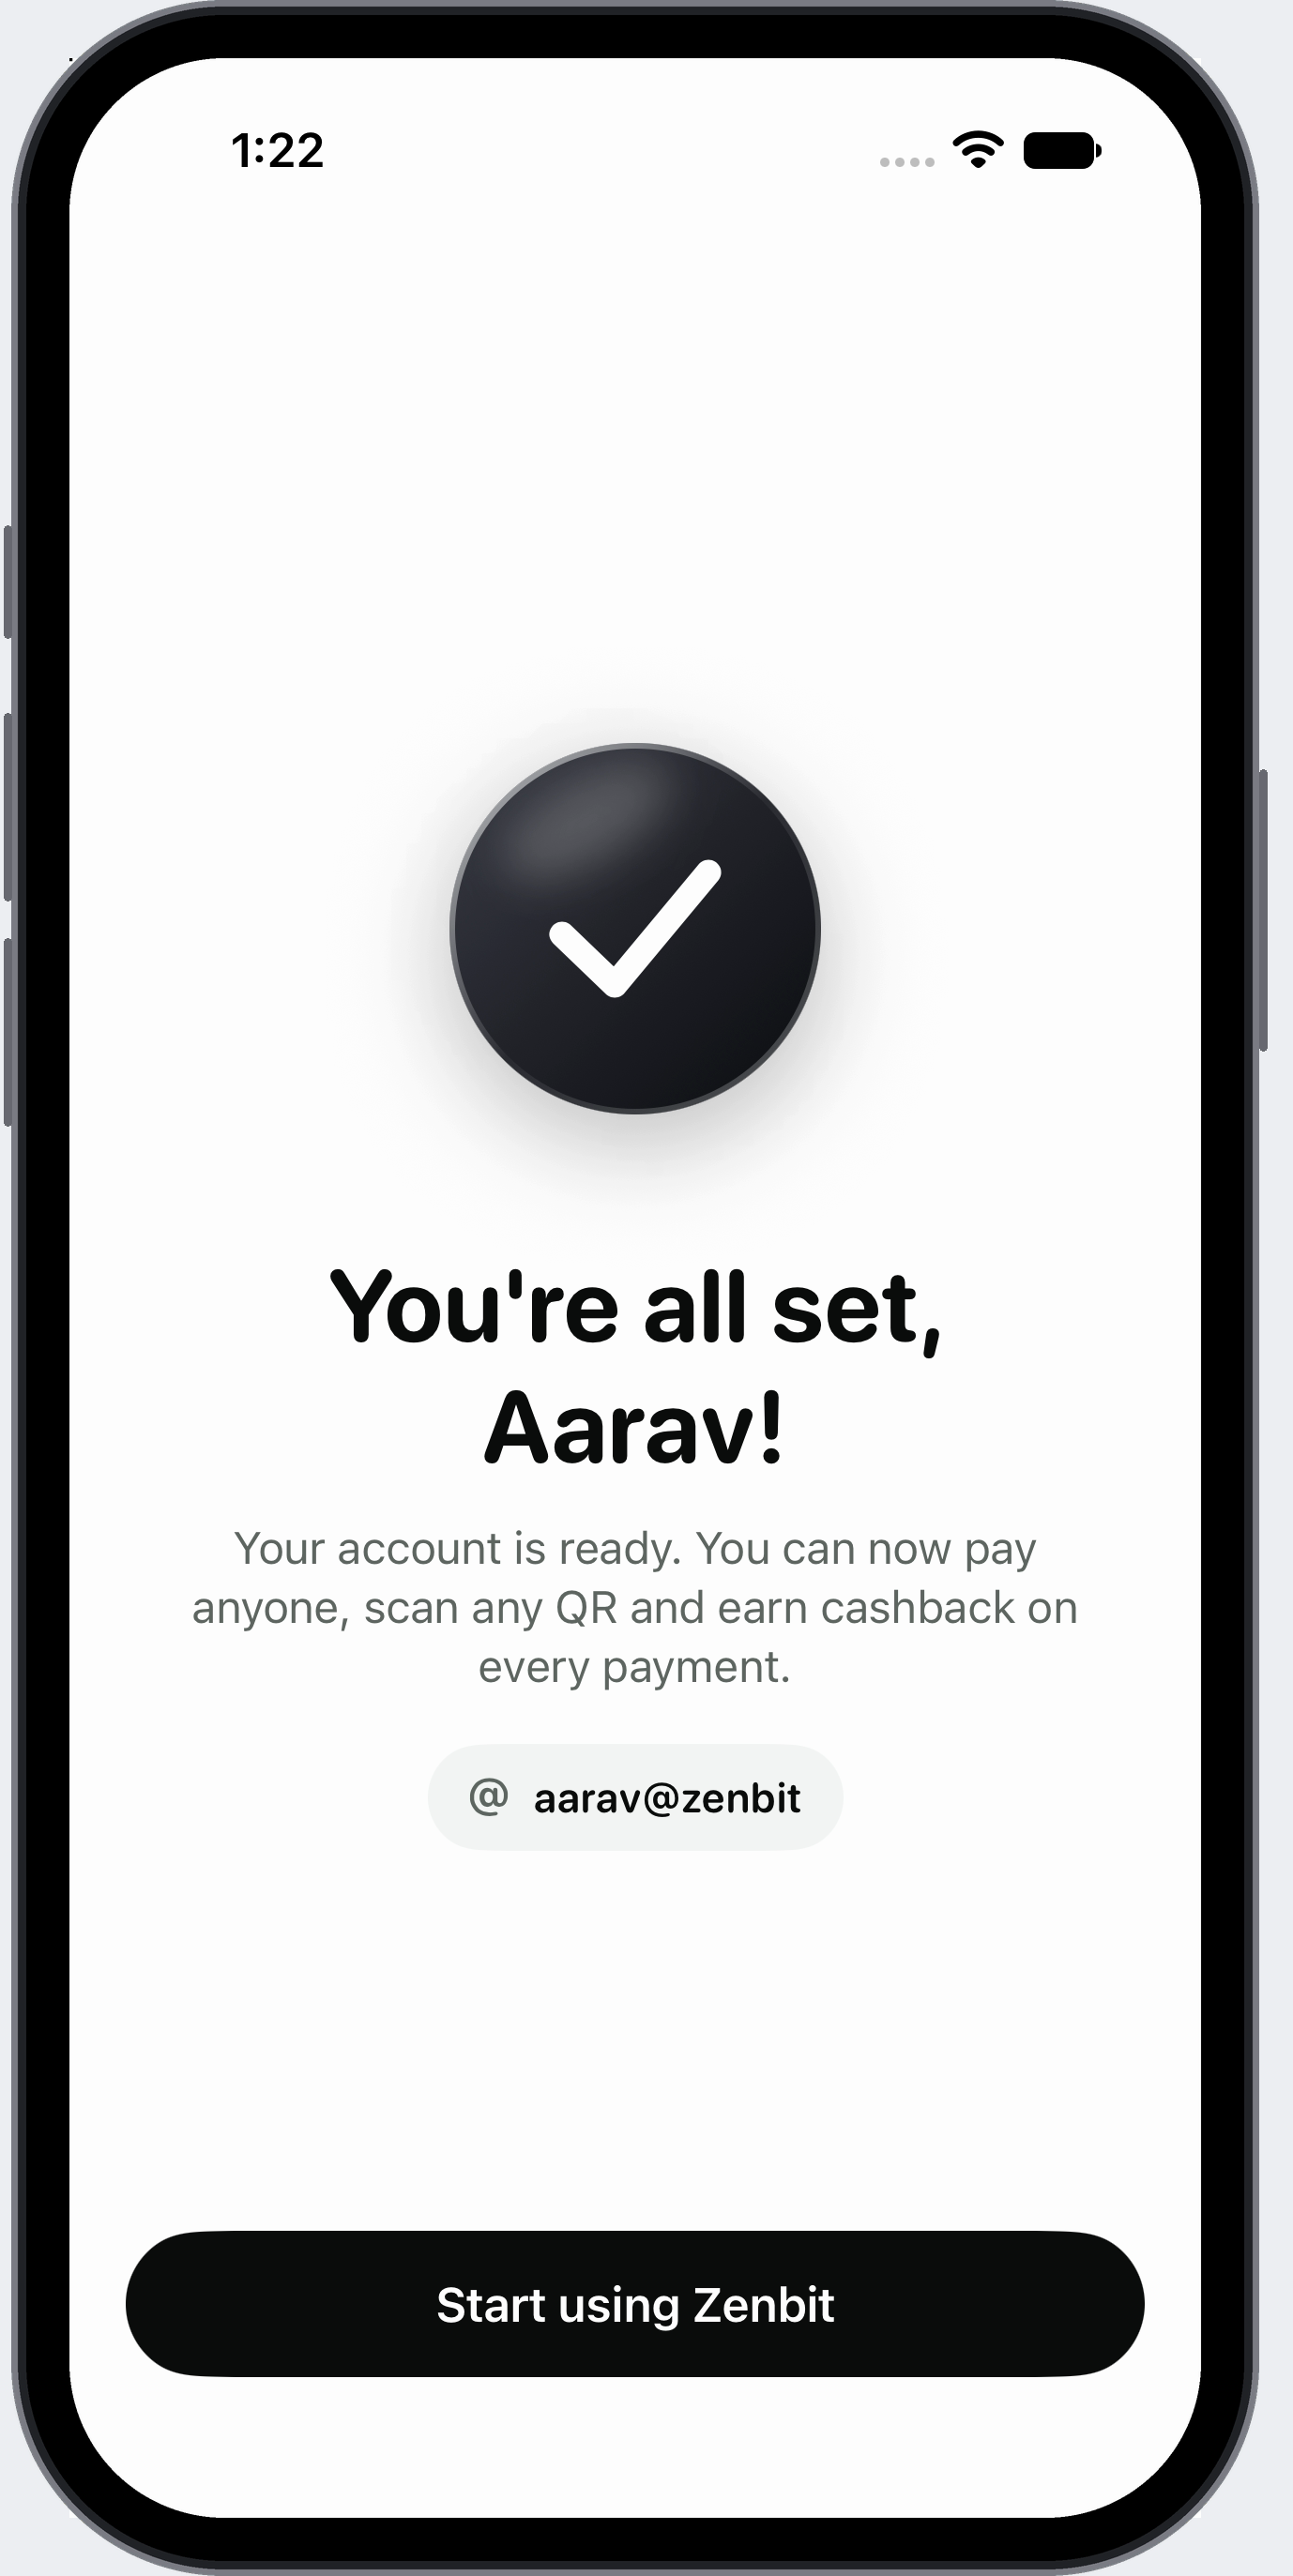 1:22
You're all set,
Aarav!
Your account is ready. You can now pay
anyone, scan any QR and earn cashback on
every payment.
@ aarav@zenbit
Start using Zenbit